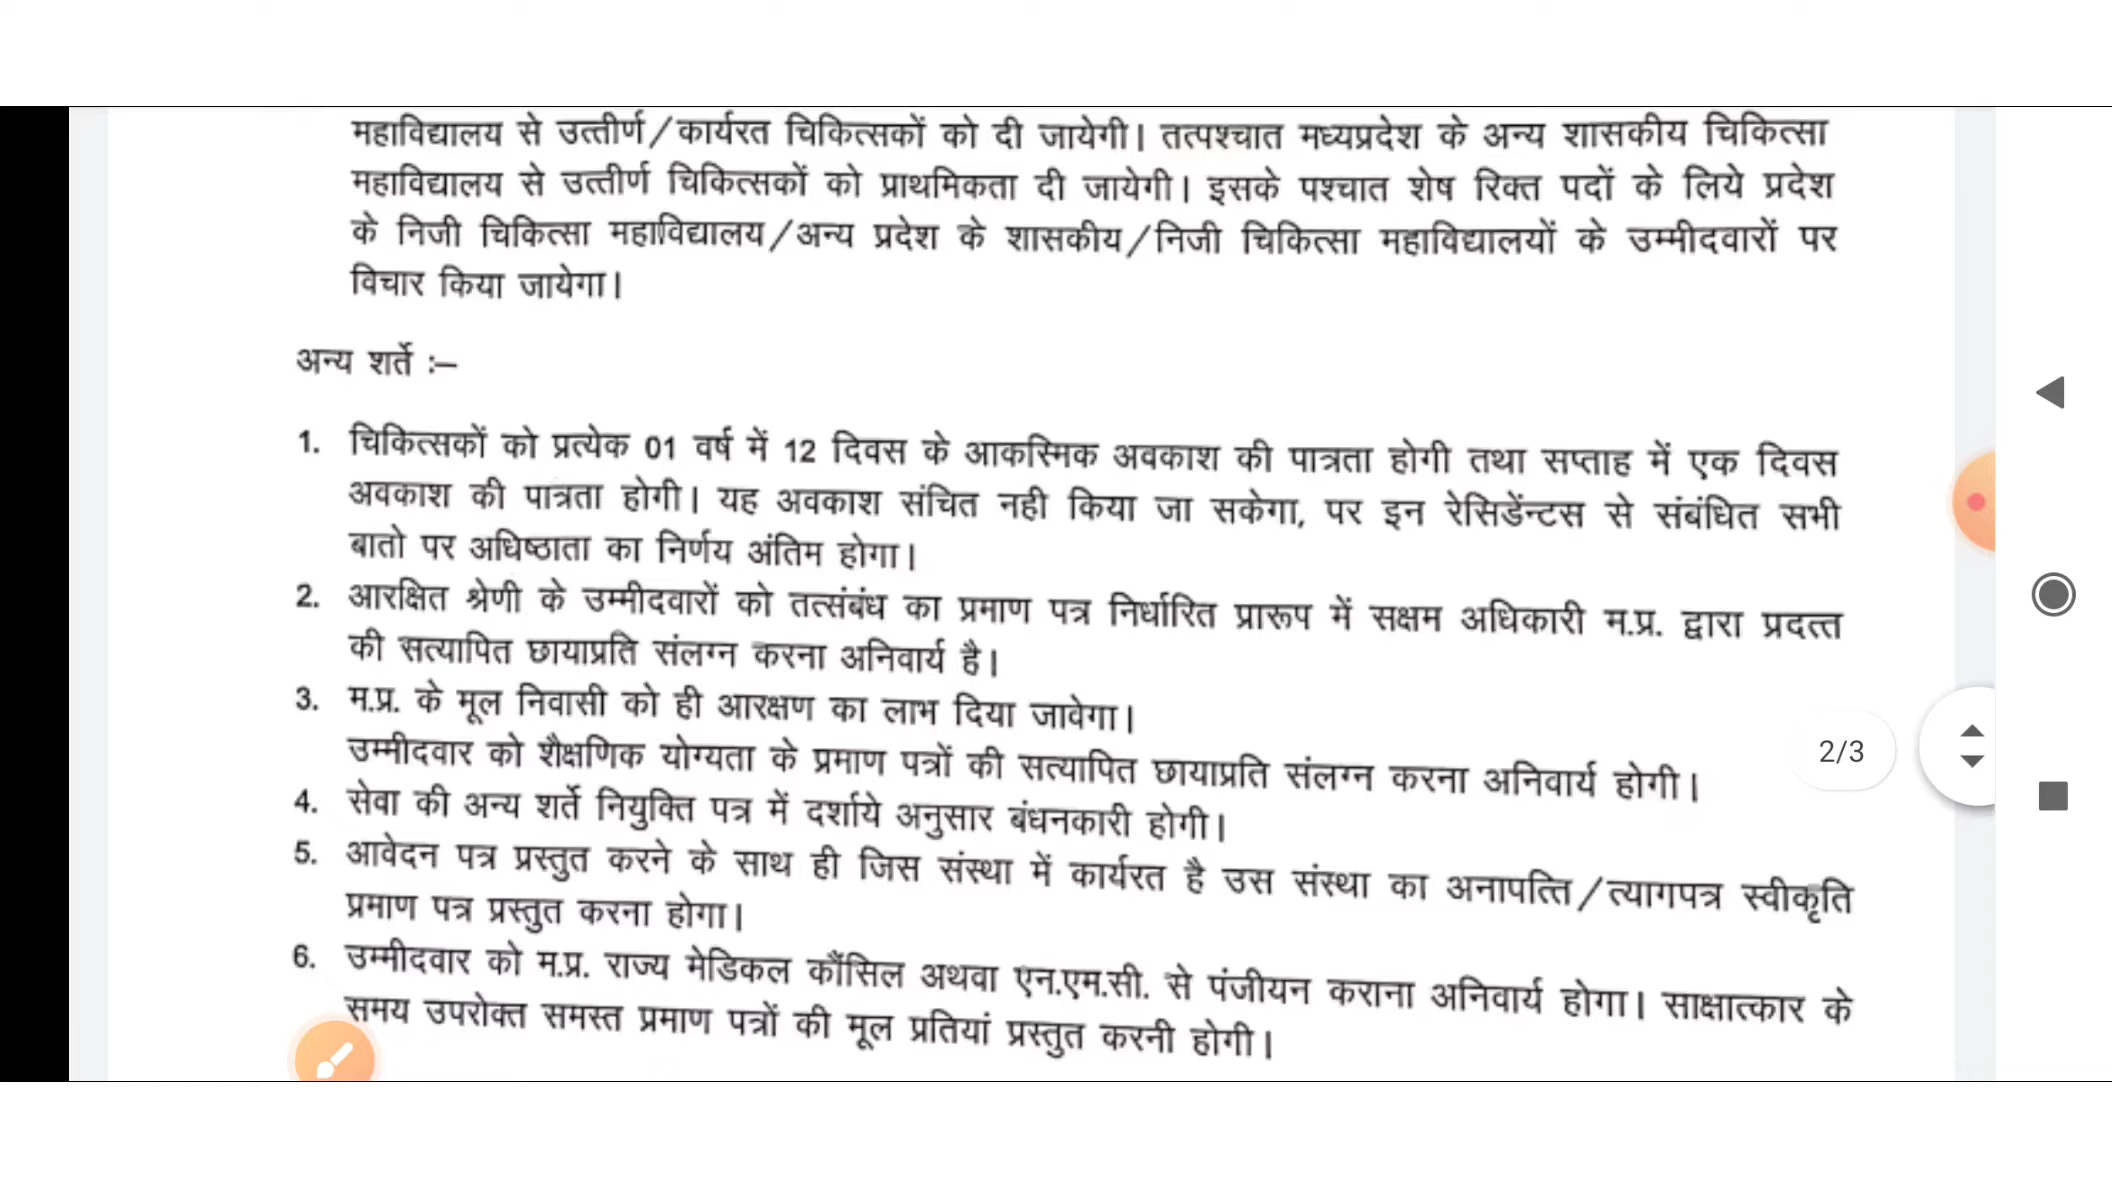 महाविद्यालय से उत्तीर्ण/कार्यरत चिकित्सकों को दी जायेगी। तत्पश्चात मध्यप्रदेश के अन्य शासकीय चिकित्सा
महाविद्यालय से उत्तीर्ण चिकित्सकों को प्राथमिकता दी जायेगी। इसके पश्चात शेष रिक्त पदों के लिये प्रदेश
के निजी चिकित्सा महाविद्यालय/अन्य प्रदेश के शासकीय/निजी चिकित्सा महाविद्यालयों के उम्मीदवारों पर
विचार किया जायेगा।
अन्य शर्ते :–
1. चिकित्सकों को प्रत्येक 01 वर्ष में 12 दिवस के आकस्मिक अवकाश की पात्रता होगी तथा सप्ताह में एक दिवस
अवकाश की पात्रता होगी। यह अवकाश संचित नही किया जा सकेगा, पर इन रेसिडेंन्टस से संबंधित सभी
बातो पर अधिष्ठाता का निर्णय अंतिम होगा।
2. आरक्षित श्रेणी के उम्मीदवारों को तत्संबंध का प्रमाण पत्र निर्धारित प्रारूप में सक्षम अधिकारी म.प्र. द्वारा प्रदत्त
की सत्यापित छायाप्रति संलग्न करना अनिवार्य है।
3. म.प्र. के मूल निवासी को ही आरक्षण का लाभ दिया जावेगा।
उम्मीदवार को शैक्षणिक योग्यता के प्रमाण पत्रों की सत्यापित छायाप्रति संलग्न करना अनिवार्य होगी।
2/3
4. सेवा की अन्य शर्ते नियुक्ति पत्र में दर्शाये अनुसार बंधनकारी होगी।
5. आवेदन पत्र प्रस्तुत करने के साथ ही जिस संस्था में कार्यरत है उस संस्था का अनापत्ति/त्यागपत्र स्वीकृति
प्रमाण पत्र प्रस्तुत करना होगा।
6. उम्मीदवार को म.प्र. राज्य मेडिकल कौंसिल अथवा एन.एम.सी. से पंजीयन कराना अनिवार्य होगा। साक्षात्कार के
समय उपरोक्त समस्त प्रमाण पत्रों की मूल प्रतियां प्रस्तुत करनी होगी।